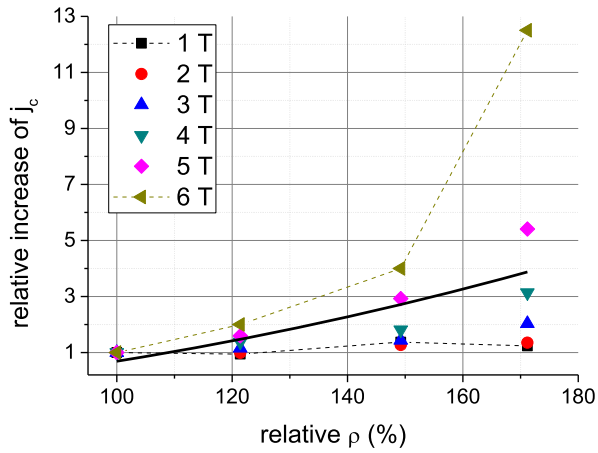 13
11
9
7
5
3
1
relative increase of jc
1 T
2 T
3 T
4 T
5 T
6 T
100 120 140 160 180
relative ρ (%)